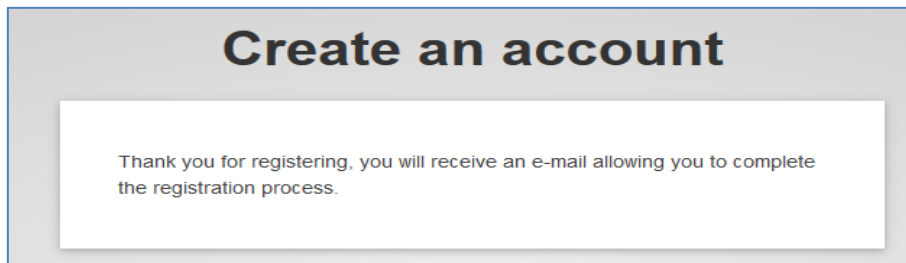 Create an account
Thank you for registering, you will receive an e-mail allowing you to complete
the registration process.